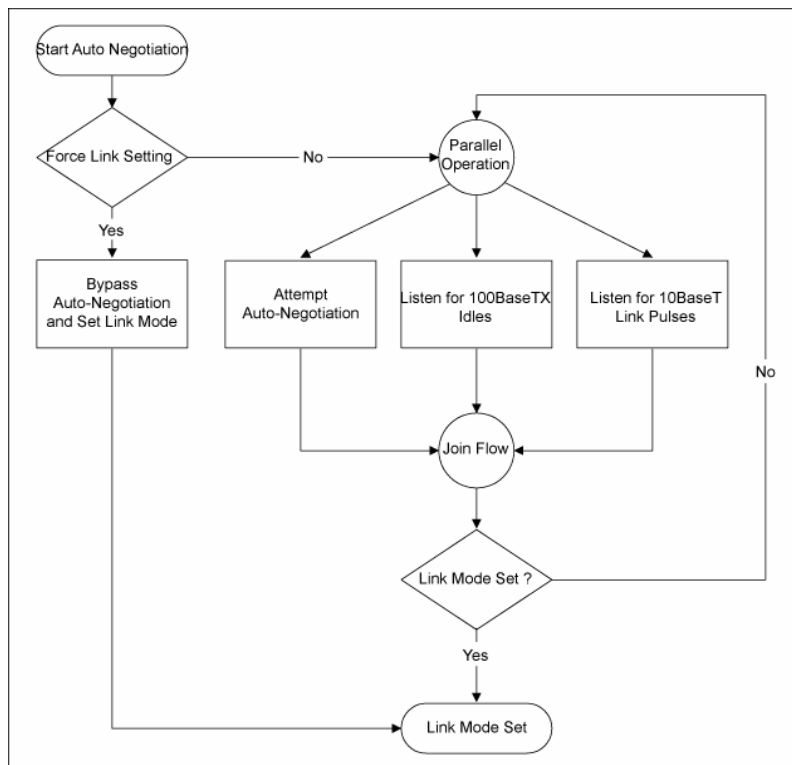 Start Auto Negotiation
Force Link Setting
No
Parallel
Operation
Yes
Bypass
Auto-Negotiation
and Set Link Mode
Attempt
Auto-Negotiation
Listen for 100BaseTX
Idles
Listen for 10BaseT
Link Pulses
No
Join Flow
Link Mode Set ?
Yes
Link Mode Set